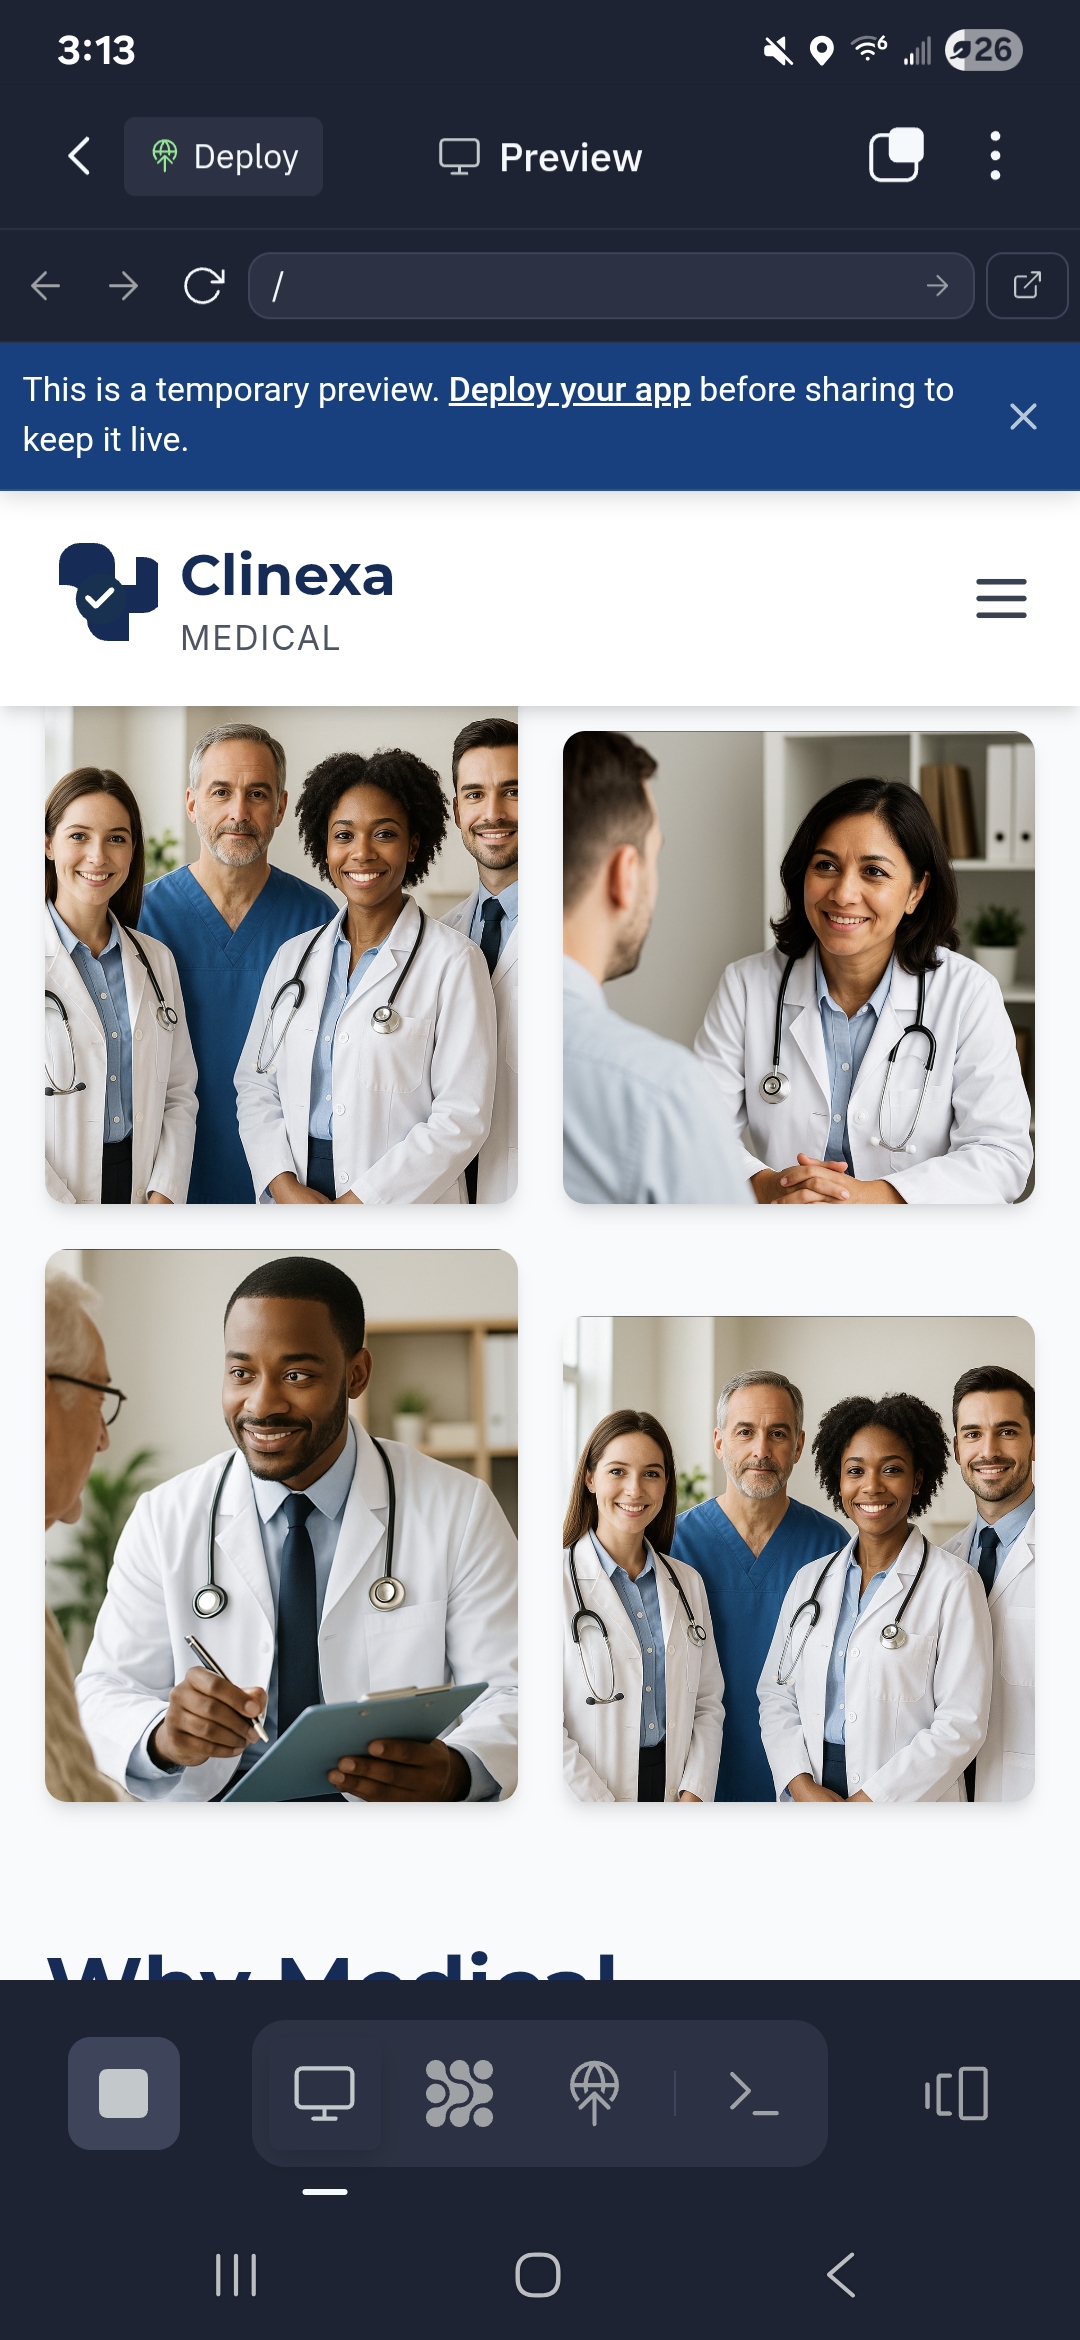 3:13
6
26
Deploy
Preview
/
This is a temporary preview. Deploy your app before sharing to
keep it live.
Clinexa
MEDICAL
Why Medical